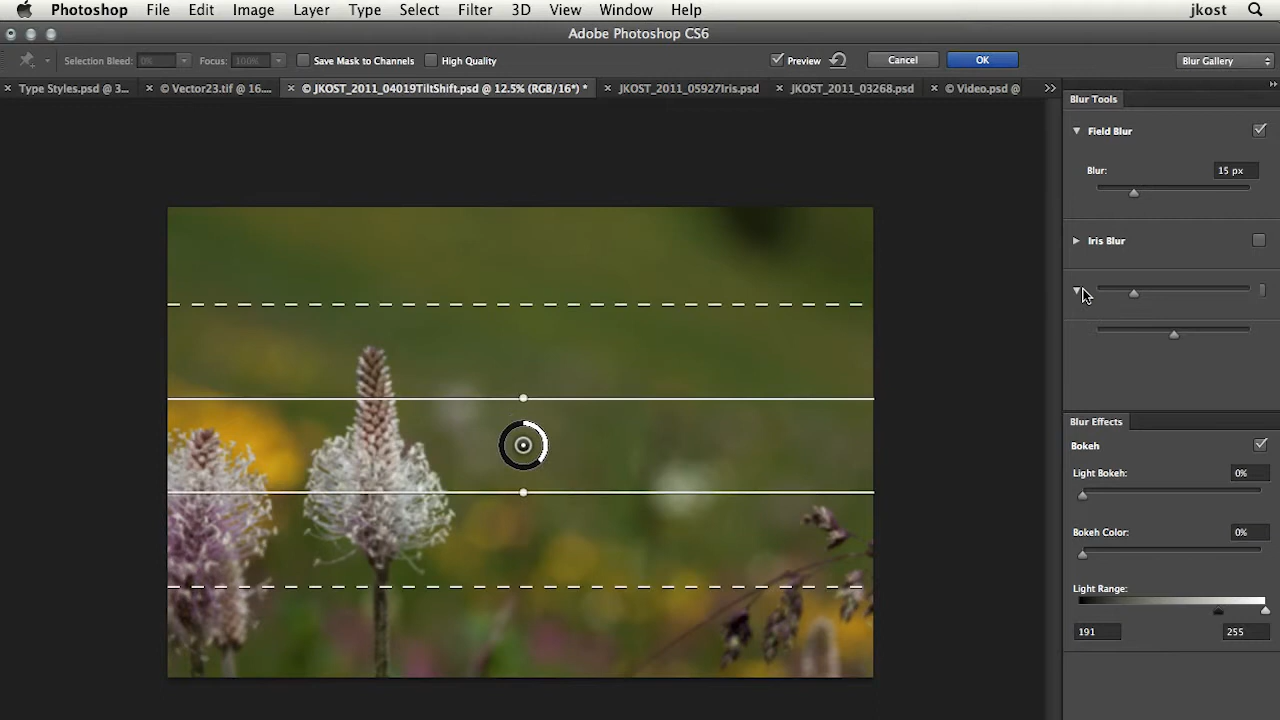 Photoshop File Edit Image Layer Type Select Filter 3D View Window Help jkost
Adobe Photoshop CS6
Selection Bleed: 0% Focus: 100% Save Mask to Channels High Quality Preview Cancel OK Blur Gallery
Type Styles.psd @ 3... © Vector23.tif @ 16.... © JKOST_2011_04019TiltShift.psd @ 12.5% (RGB/16*) * JKOST_2011_05927Iris.psd JKOST_2011_03268.psd © Video.psd @
Blur Tools
Field Blur
Blur: 15 px
Iris Blur
Blur Effects
Bokeh
Light Bokeh: 0%
Bokeh Color: 0%
Light Range:
191 255